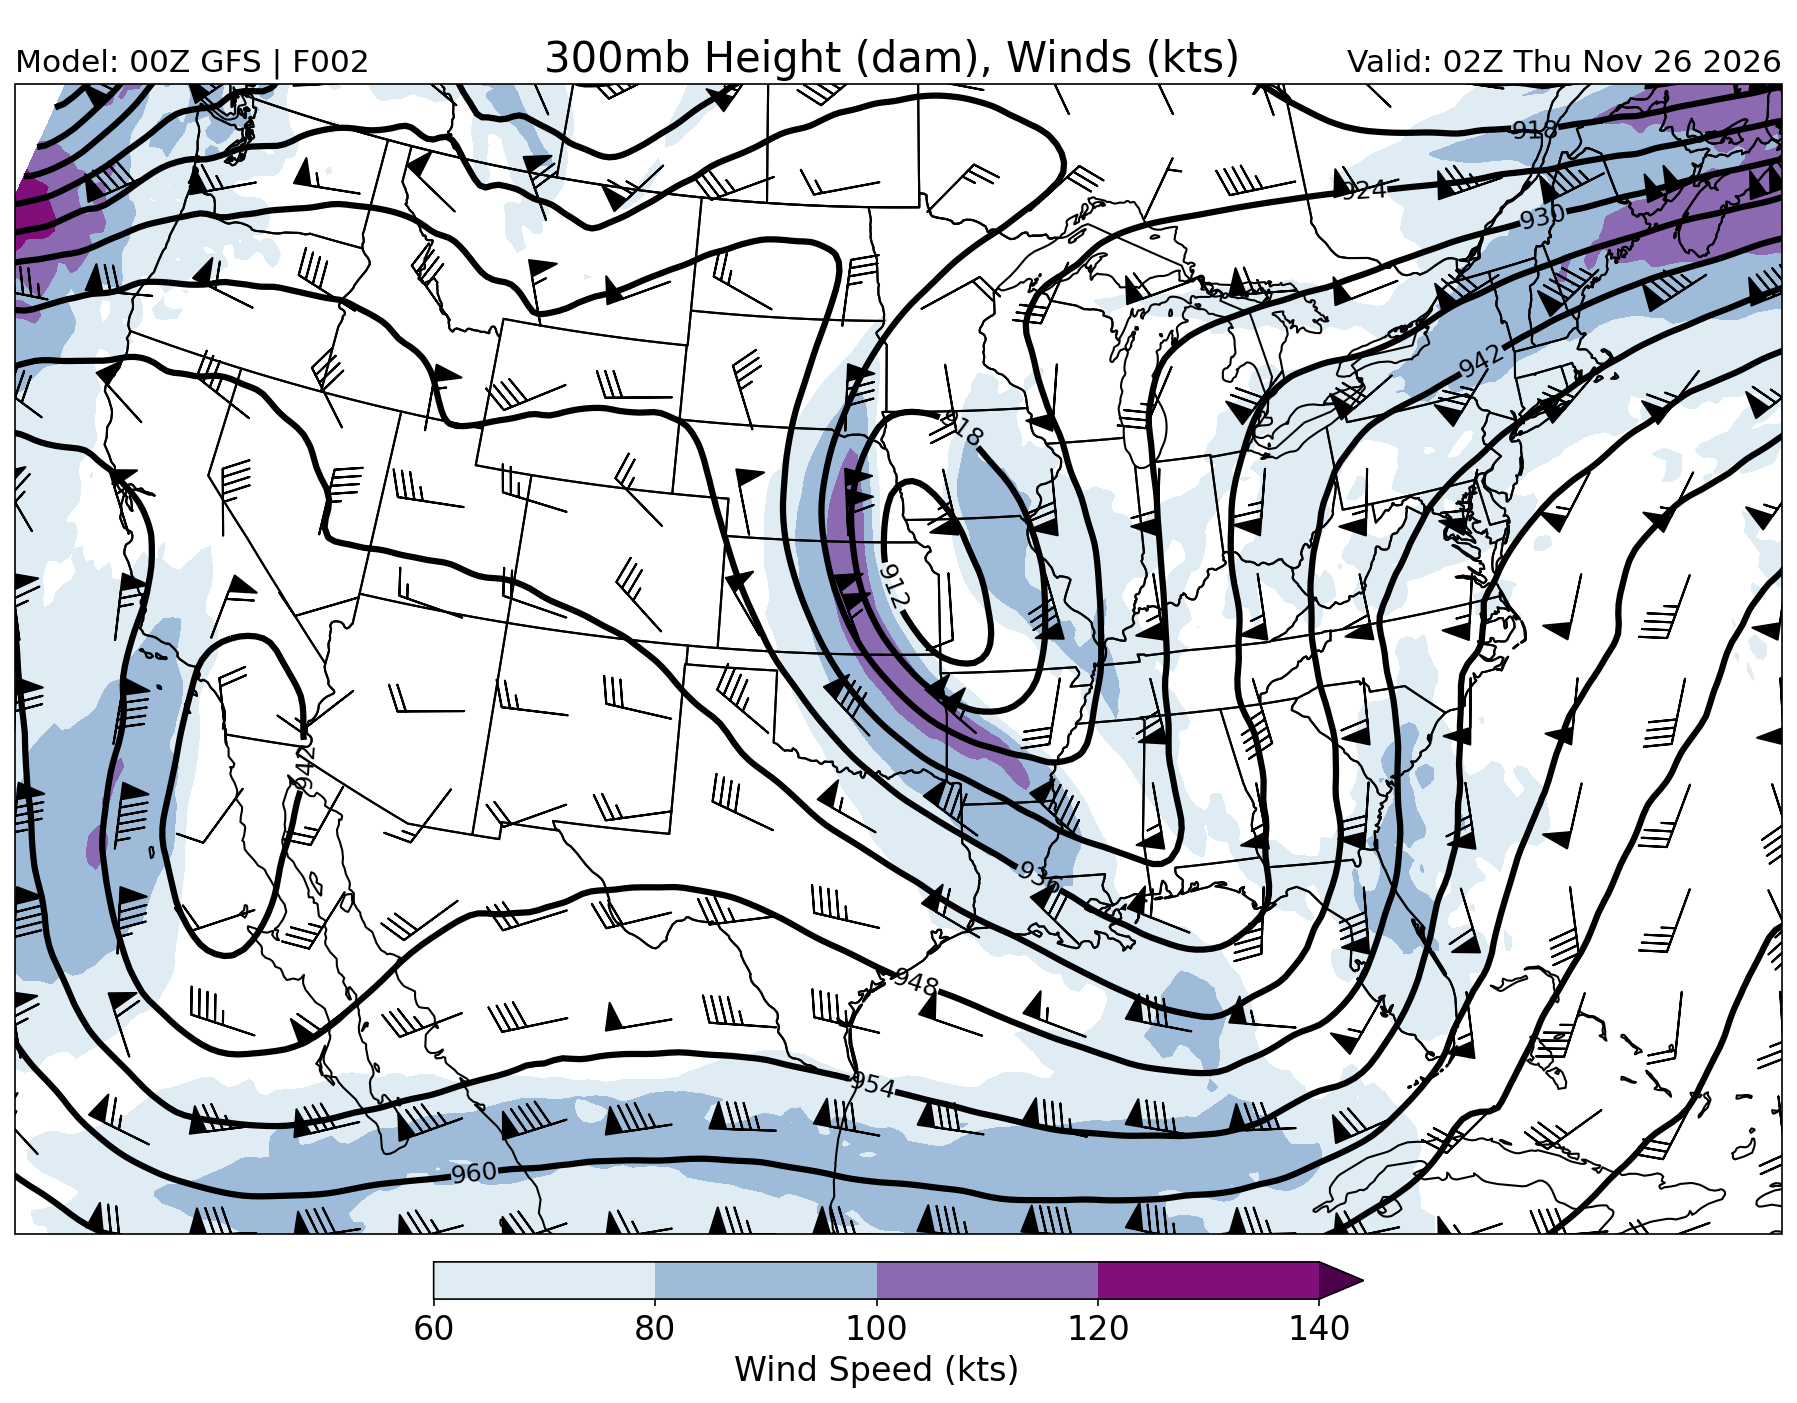 Model: 00Z GFS | F002
300mb Height (dam), Winds (kts)
Valid: 02Z Thu Nov 26 2026
918
924
930
942
918
912
942
936
948
954
960
60 80 100 120 140
Wind Speed (kts)